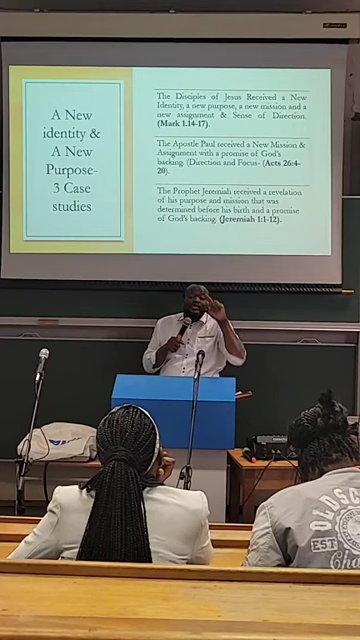 A New
identity &
A New
Purpose-
3 Case
studies
The Disciples of Jesus Received a New
Identity, a new purpose, a new mission and
a new assignment & Sense of Direction.
(Mark 1.14-17).
The Apostle Paul received a New Mission &
Assignment with a promise of God's
backing. (Direction and Focus- (Acts 26:4-
20).
The Prophet Jeremiah received a revelation
of his purpose and mission that was
determined before his birth and a promise
of God's backing. (Jeremiah 1:1-12).
EST